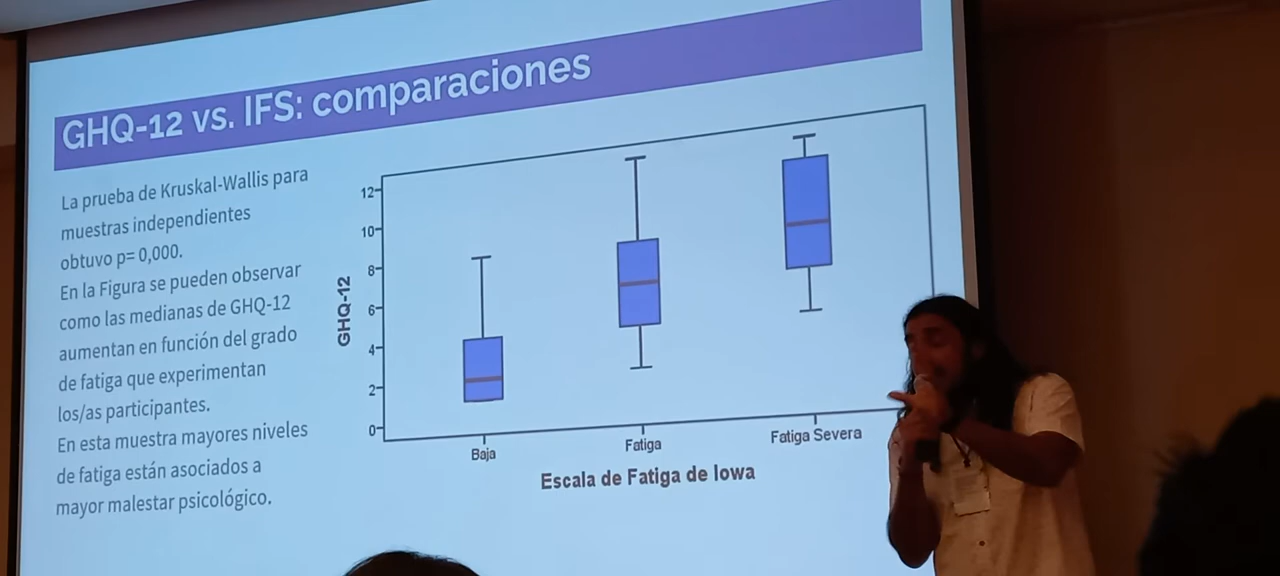 GHQ-12 vs. IFS: comparaciones
La prueba de Kruskal-Wallis para
muestras independientes
obtuvo p= 0,000.
En la Figura se pueden observar
como las medianas de GHQ-12
aumentan en función del grado
de fatiga que experimentan
los/as participantes.
En esta muestra mayores niveles
de fatiga están asociados a
mayor malestar psicológico.
GHQ-12
12
10
8
6
4
2
0
Baja
Fatiga
Fatiga Severa
Escala de Fatiga de Iowa